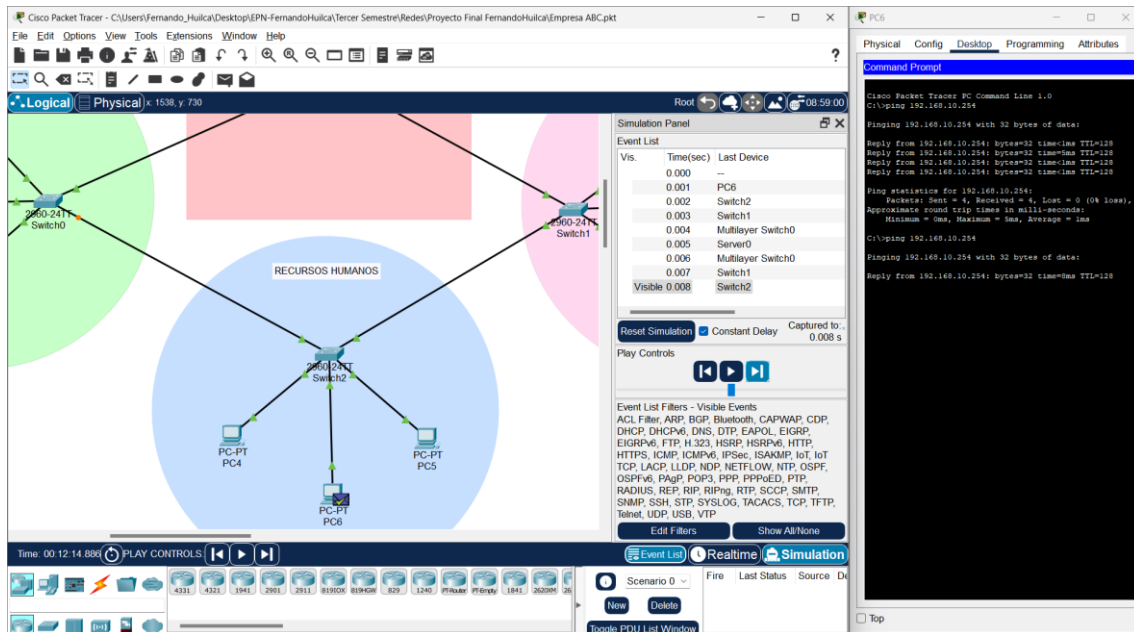 Cisco Packet Tracer - C:\Users\Fernando_Huilca\Desktop\EPN-FernandoHuilca\Tercer Semestre\Redes\Proyecto Final FernandoHuilca\Empresa ABC.pkt
File Edit Options View Tools Extensions Window Help
?
Logical Physical x: 1538, y: 730
Root 08:59:00
2960-24TT
Switch0
2960-24TT
Switch1
RECURSOS HUMANOS
2960-24TT
Switch2
PC-PT
PC4
PC-PT
PC5
PC-PT
PC6
Simulation Panel
Event List
Vis. Time(sec) Last Device
0.000 --
0.001 PC6
0.002 Switch2
0.003 Switch1
0.004 Multilayer Switch0
0.005 Server0
0.006 Multilayer Switch0
0.007 Switch1
Visible 0.008 Switch2
Reset Simulation Constant Delay Captured to:
0.008 s
Play Controls
Event List Filters - Visible Events
ACL Filter, ARP, BGP, Bluetooth, CAPWAP, CDP,
DHCP, DHCPv6, DNS, DTP, EAPOL, EIGRP,
EIGRPv6, FTP, H.323, HSRP, HSRPv6, HTTP,
HTTPS, ICMP, ICMPv6, IPSec, ISAKMP, IoT, IoT
TCP, LACP, LLDP, NDP, NETFLOW, NTP, OSPF,
OSPFv6, PAgP, POP3, PPP, PPPoED, PTP,
RADIUS, REP, RIP, RIPng, RTP, SCCP, SMTP,
SNMP, SSH, STP, SYSLOG, TACACS, TCP, TFTP,
Telnet, UDP, USB, VTP
Edit Filters Show All/None
Time: 00:12:14.886 PLAY CONTROLS:
Event List Realtime Simulation
4331 4321 1941 2901 2911 819IOX 819HGW 829 1240 PT-Router PT-Empty 1841 2620XM
Scenario 0
New Delete
Toggle PDU List Window
Fire Last Status Source
PC6
Physical Config Desktop Programming Attributes
Command Prompt
Cisco Packet Tracer PC Command Line 1.0
C:\>ping 192.168.10.254
Pinging 192.168.10.254 with 32 bytes of data:
Reply from 192.168.10.254: bytes=32 time<1ms TTL=128
Reply from 192.168.10.254: bytes=32 time=5ms TTL=128
Reply from 192.168.10.254: bytes=32 time<1ms TTL=128
Reply from 192.168.10.254: bytes=32 time<1ms TTL=128
Ping statistics for 192.168.10.254:
Packets: Sent = 4, Received = 4, Lost = 0 (0% loss),
Approximate round trip times in milli-seconds:
Minimum = 0ms, Maximum = 5ms, Average = 1ms
C:\>ping 192.168.10.254
Pinging 192.168.10.254 with 32 bytes of data:
Reply from 192.168.10.254: bytes=32 time=8ms TTL=128
Top